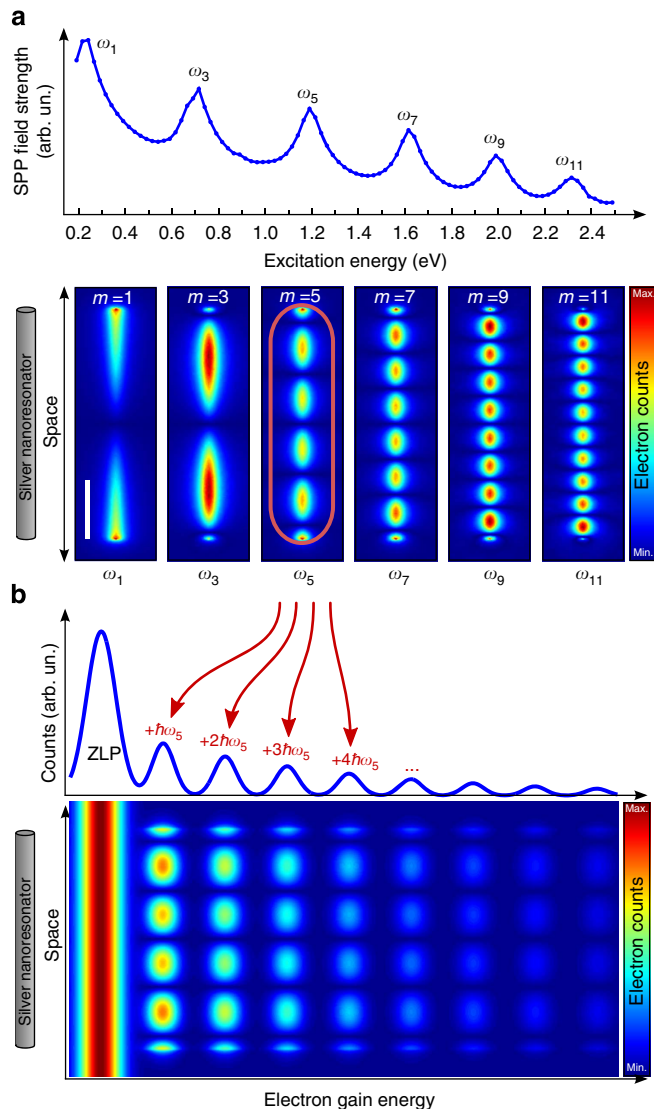 a
SPP field strength
(arb. un.)
ω1
ω3
ω5
ω7
ω9
ω11
0.2 0.4 0.6 0.8 1.0 1.2 1.4 1.6 1.8 2.0 2.2 2.4
Excitation energy (eV)
Silver nanoresonator
Space
m=1
m=3
m=5
m=7
m=9
m=11
Max.
Electron counts
Min.
ω1
ω3
ω5
ω7
ω9
ω11
b
Counts (arb. un.)
ZLP
+ħω5
+2ħω5
+3ħω5
+4ħω5
...
Silver nanoresonator
Space
Max.
Electron counts
Min.
Electron gain energy